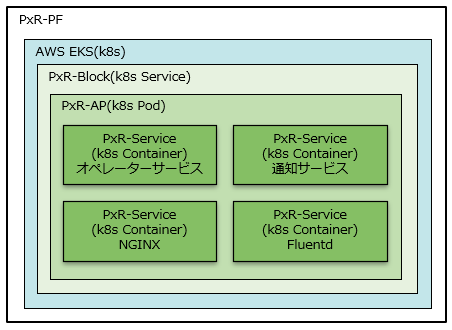 PxR-PF
AWS EKS(k8s)
PxR-Block(k8s Service)
PxR-AP(k8s Pod)
PxR-Service
(k8s Container)
オペレーターサービス
PxR-Service
(k8s Container)
通知サービス
PxR-Service
(k8s Container)
NGINX
PxR-Service
(k8s Container)
Fluentd